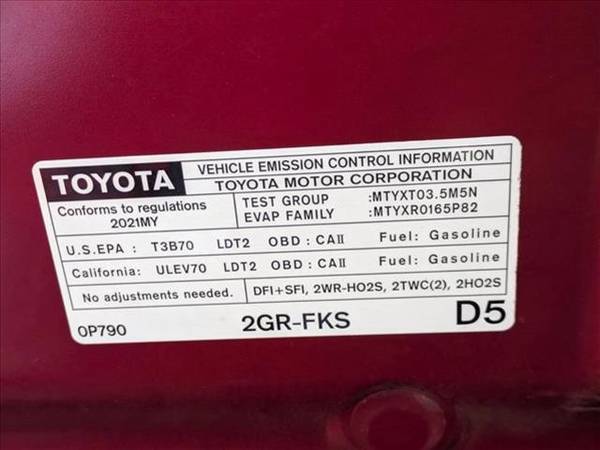 TOYOTA
VEHICLE EMISSION CONTROL INFORMATION
TOYOTA MOTOR CORPORATION
Conforms to regulations
2021MY
TEST GROUP :MTYXT03.5M5N
EVAP FAMILY :MTYXR0165P82
U.S.EPA : T3B70 LDT2 OBD : CAII Fuel: Gasoline
California: ULEV70 LDT2 OBD : CAII Fuel: Gasoline
No adjustments needed. DFI+SFI, 2WR-HO2S, 2TWC(2), 2HO2S
0P790 2GR-FKS D5